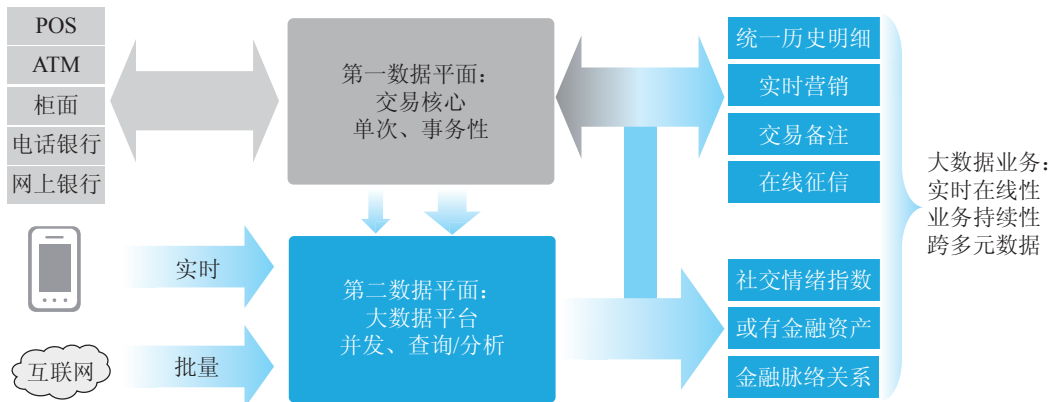 POS
ATM
柜面
电话银行
网上银行
第一数据平面：
交易核心
单次、事务性
统一历史明细
实时营销
交易备注
在线征信
大数据业务：
实时在线性
业务持续性
跨多元数据
实时
第二数据平面：
大数据平台
并发、查询/分析
社交情绪指数
或有金融资产
金融脉络关系
互联网
批量